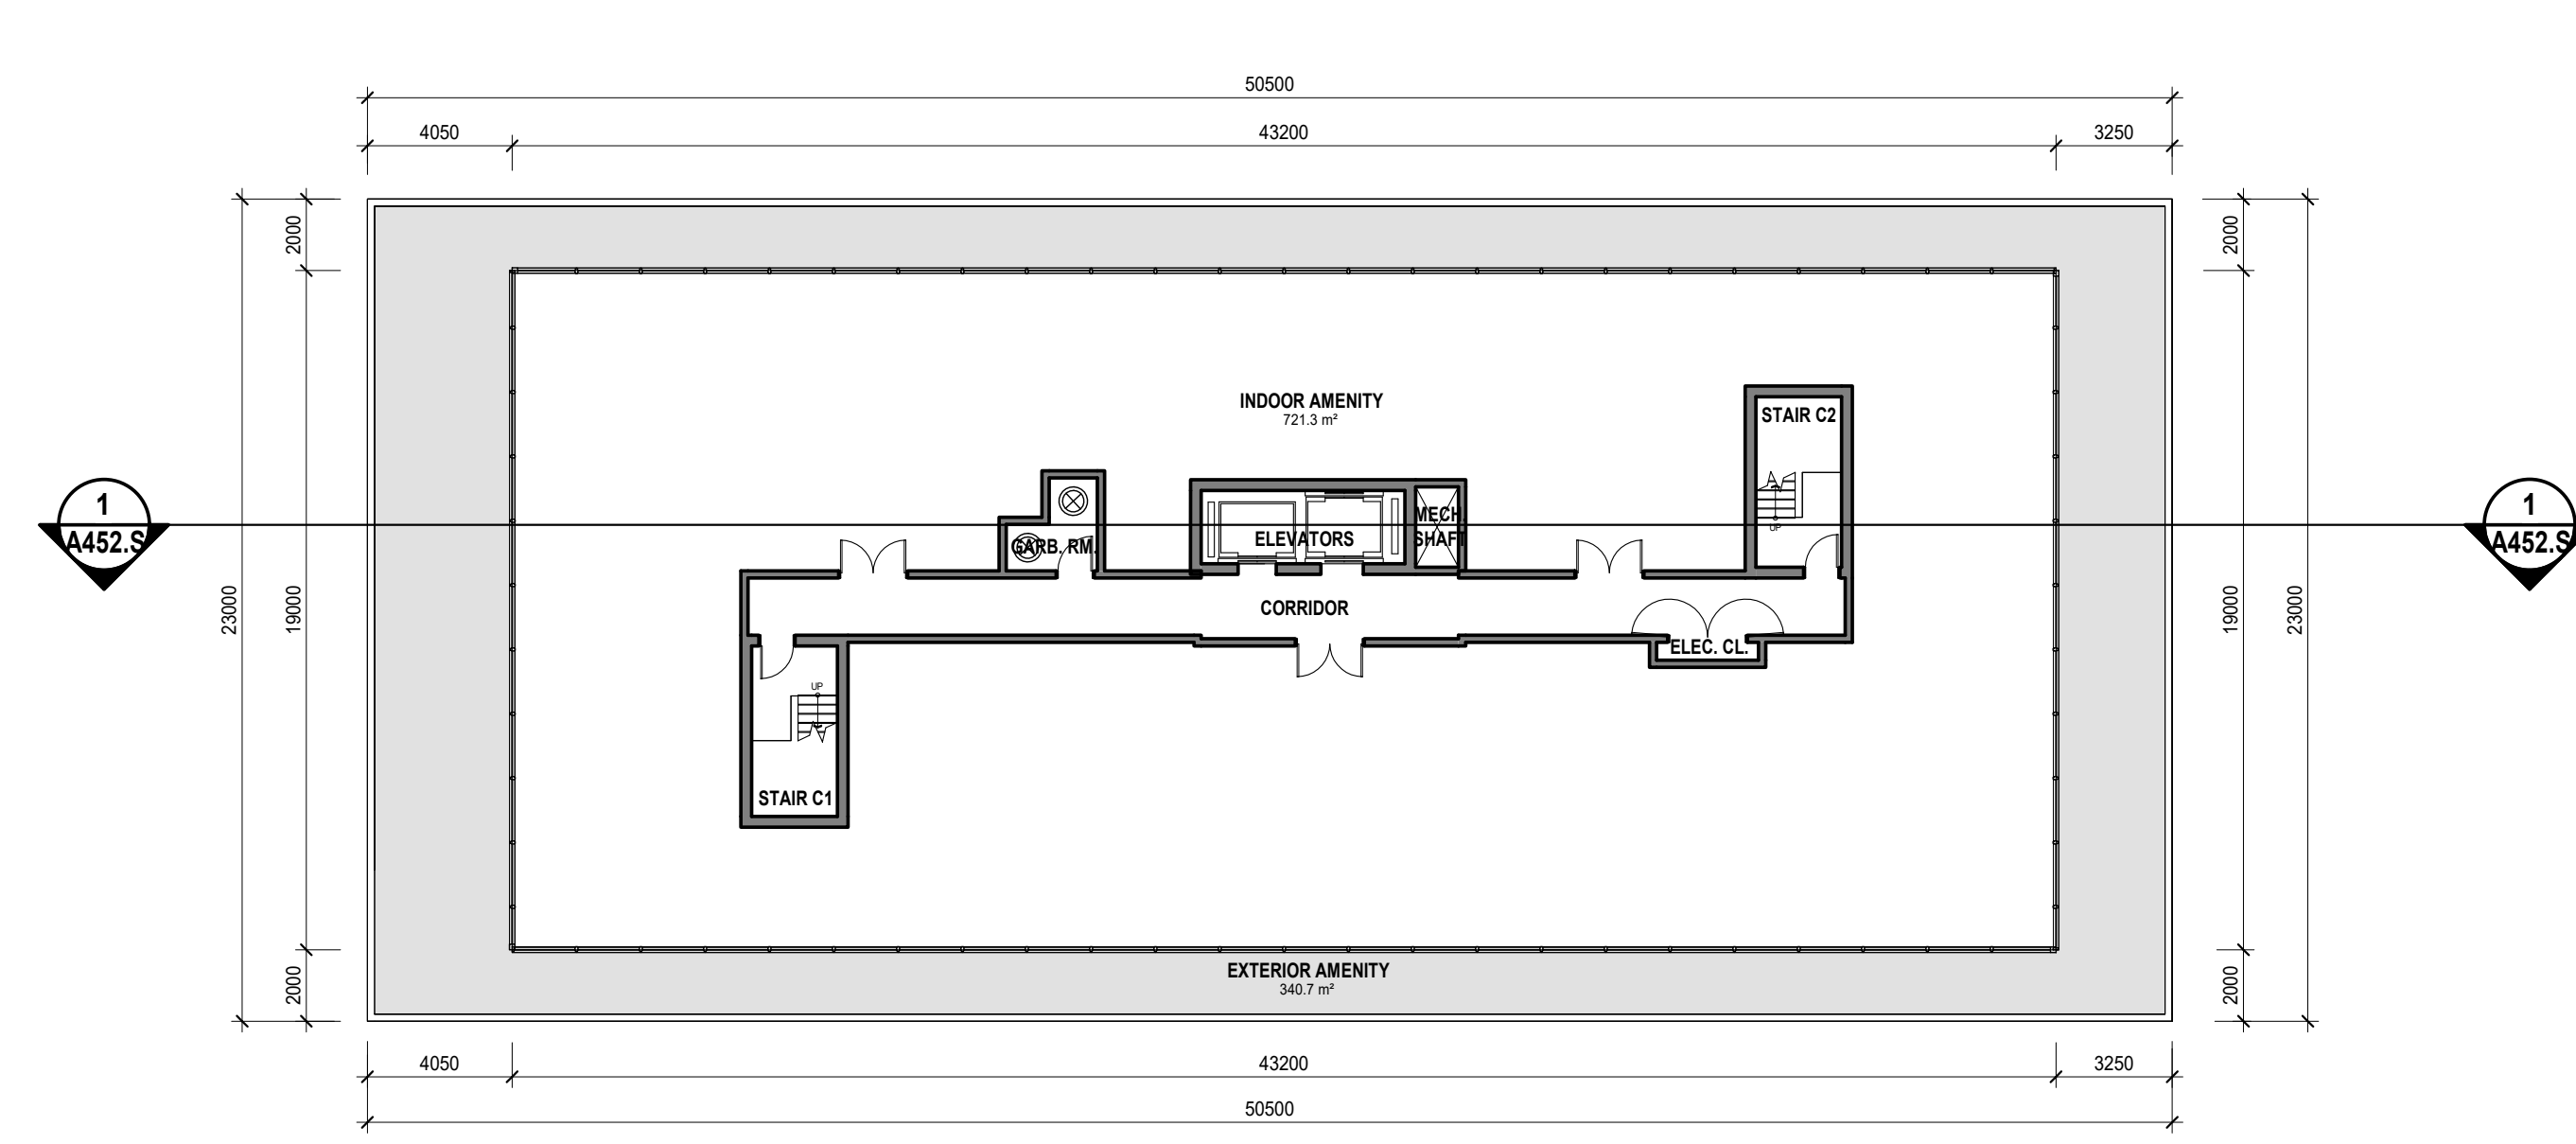 50500
4050 43200 3250
2000
2000
INDOOR AMENITY
721.3 m²
STAIR C2
1
A452.S
1
A452.S
MECH.
SHAFT
UP
ELEVATORS
GARB. RM.
23000
19000
CORRIDOR
19000
23000
ELEC. CL.
UP
STAIR C1
EXTERIOR AMENITY
340.7 m²
2000
2000
4050 43200 3250
50500